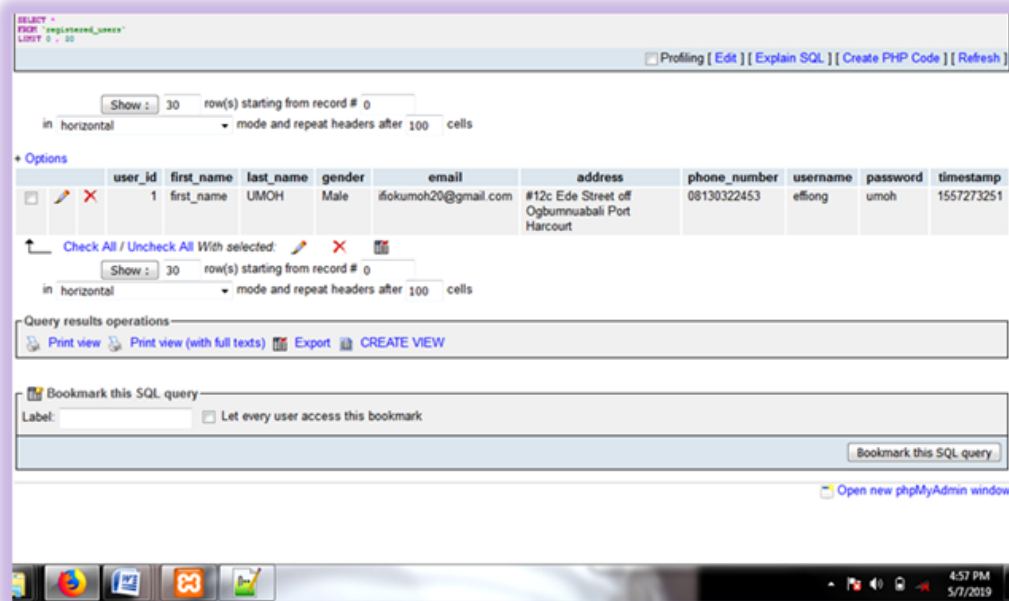 SELECT *
FROM `registered_users`
LIMIT 0 , 30
Profiling [ Edit ] [ Explain SQL ] [ Create PHP Code ] [ Refresh ]
Show : 30 row(s) starting from record # 0
in horizontal mode and repeat headers after 100 cells
+ Options
user_id first_name last_name gender email address phone_number username password timestamp
1 first_name UMOH Male ifiokumoh20@gmail.com #12c Ede Street off 08130322453 effiong umoh 1557273251
Ogbumnuabali Port
Harcourt
Check All / Uncheck All With selected:
Show : 30 row(s) starting from record # 0
in horizontal mode and repeat headers after 100 cells
Query results operations
Print view Print view (with full texts) Export CREATE VIEW
Bookmark this SQL query
Label: Let every user access this bookmark
Bookmark this SQL query
Open new phpMyAdmin window
4:57 PM
5/7/2019